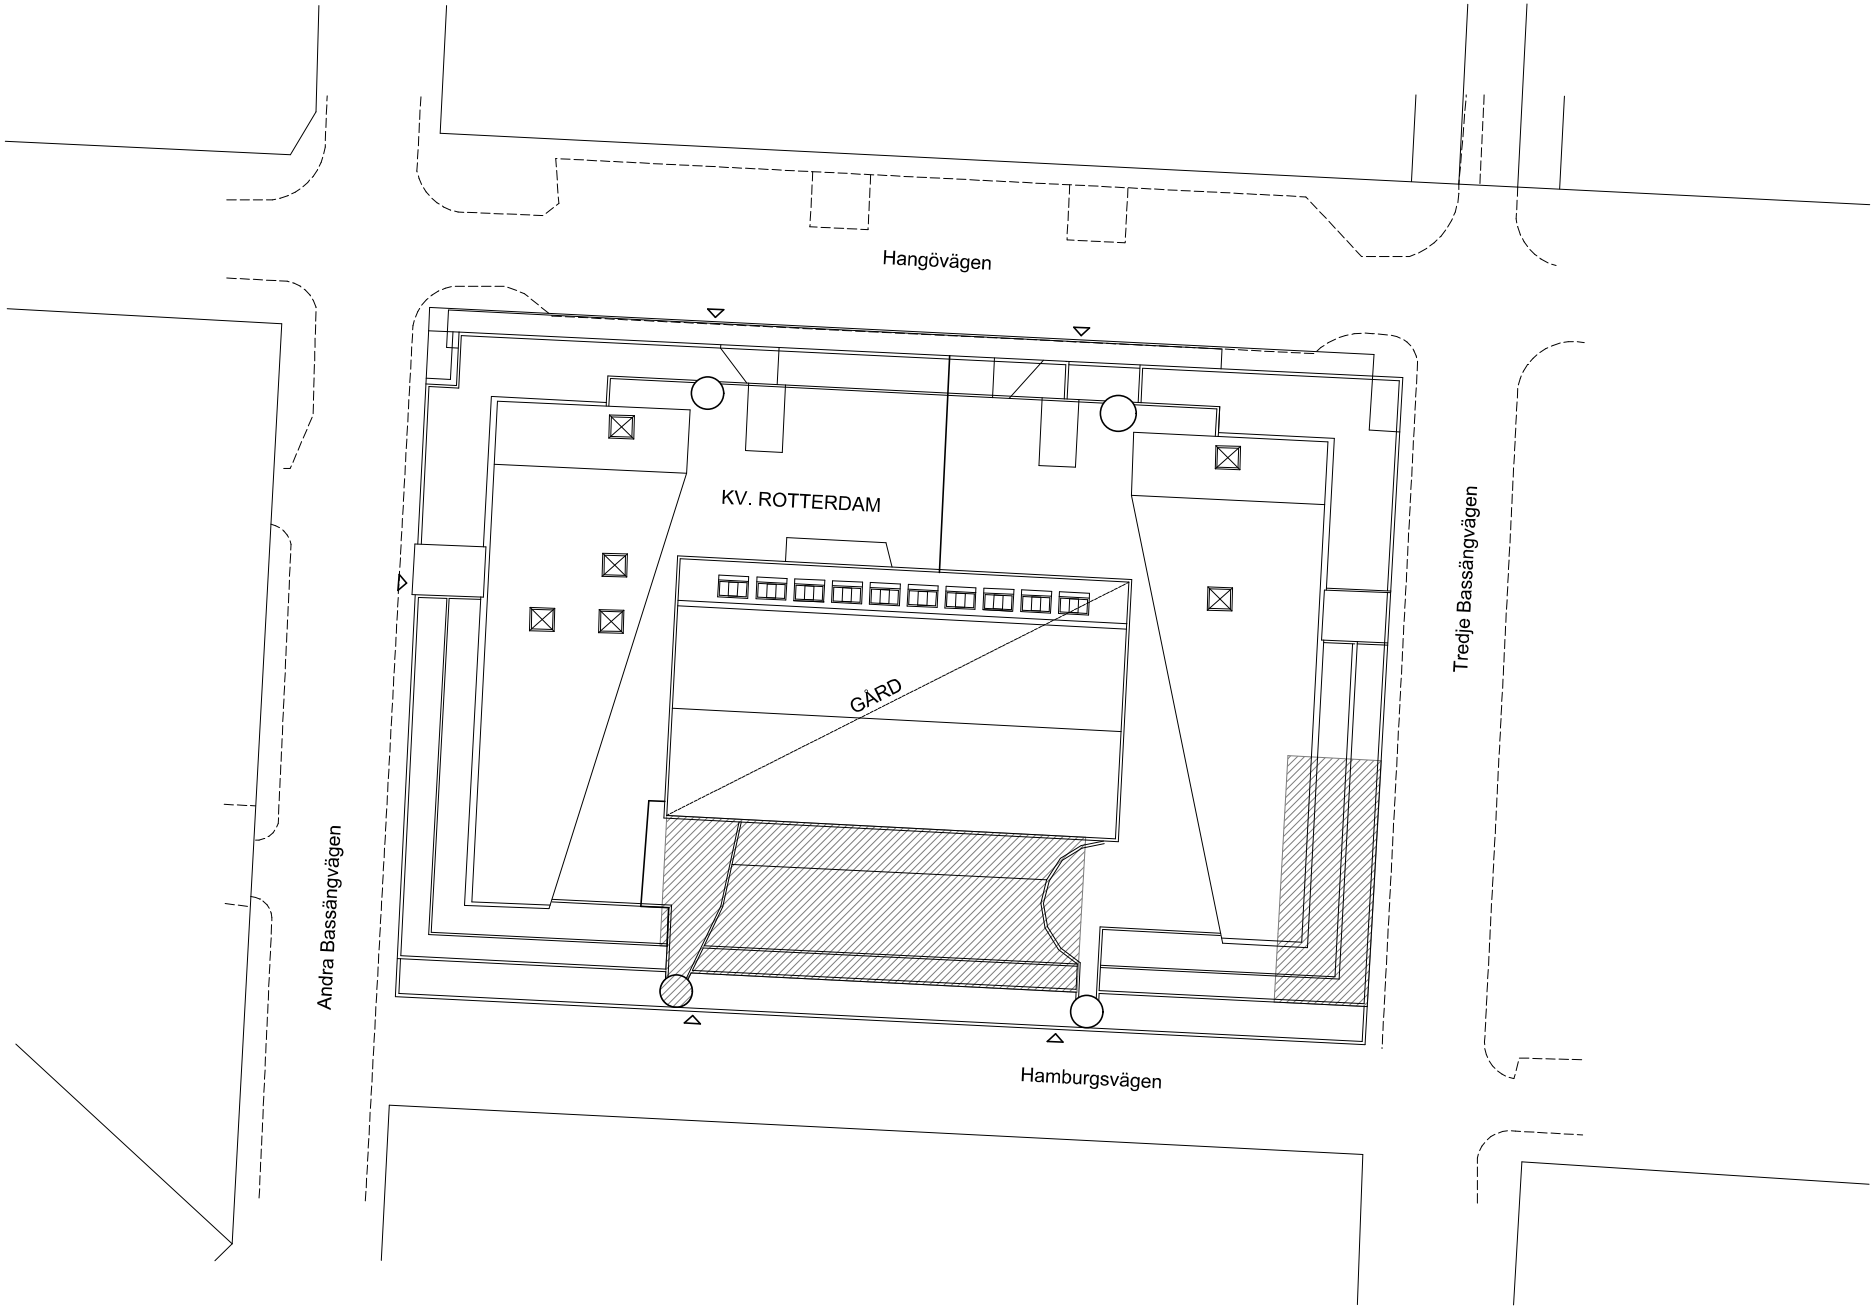 Hangövägen
KV. ROTTERDAM
Tredje Bassängvägen
GÅRD
Andra Bassängvägen
Hamburgsvägen